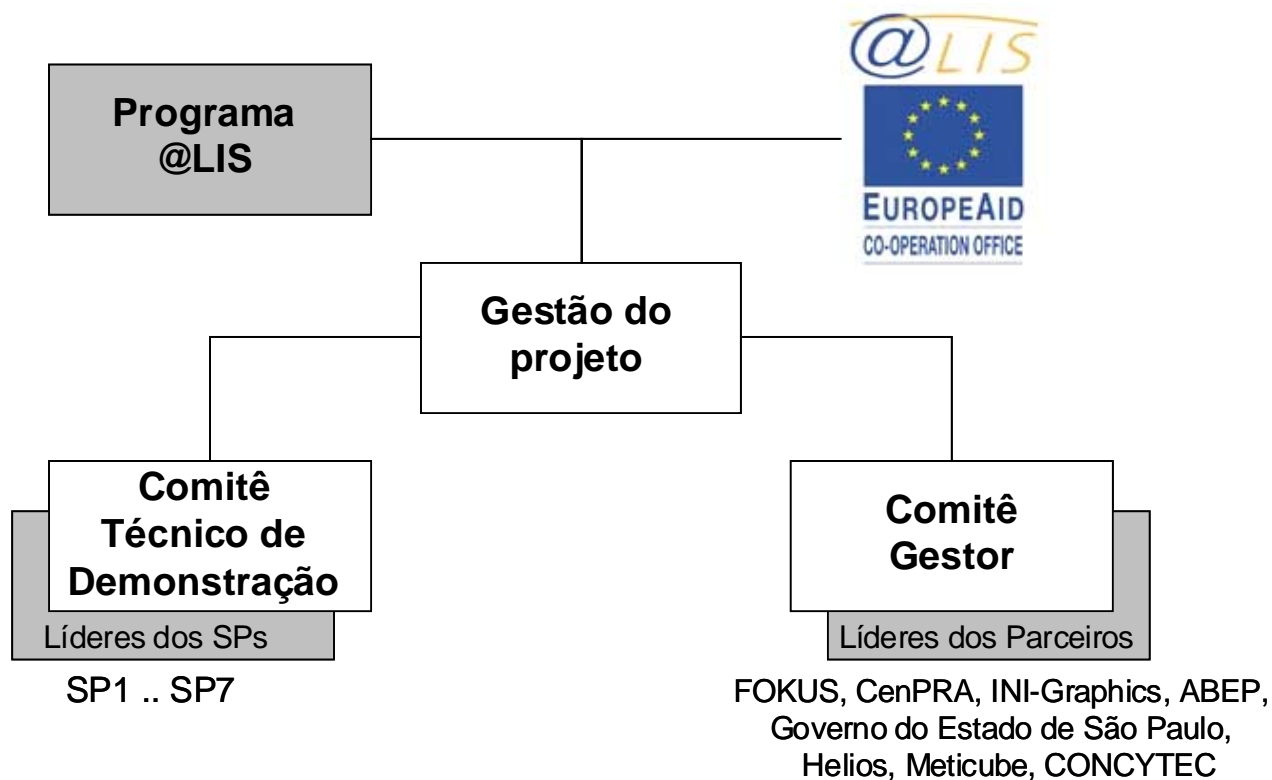 @LIS
Programa
@LIS
EUROPEAID
CO-OPERATION OFFICE
Gestão do
projeto
Comitê
Técnico de
Demonstração
Líderes dos SPs
SP1 .. SP7
Comitê
Gestor
Líderes dos Parceiros
FOKUS, CenPRA, INI-Graphics, ABEP,
Governo do Estado de São Paulo,
Helios, Meticube, CONCYTEC